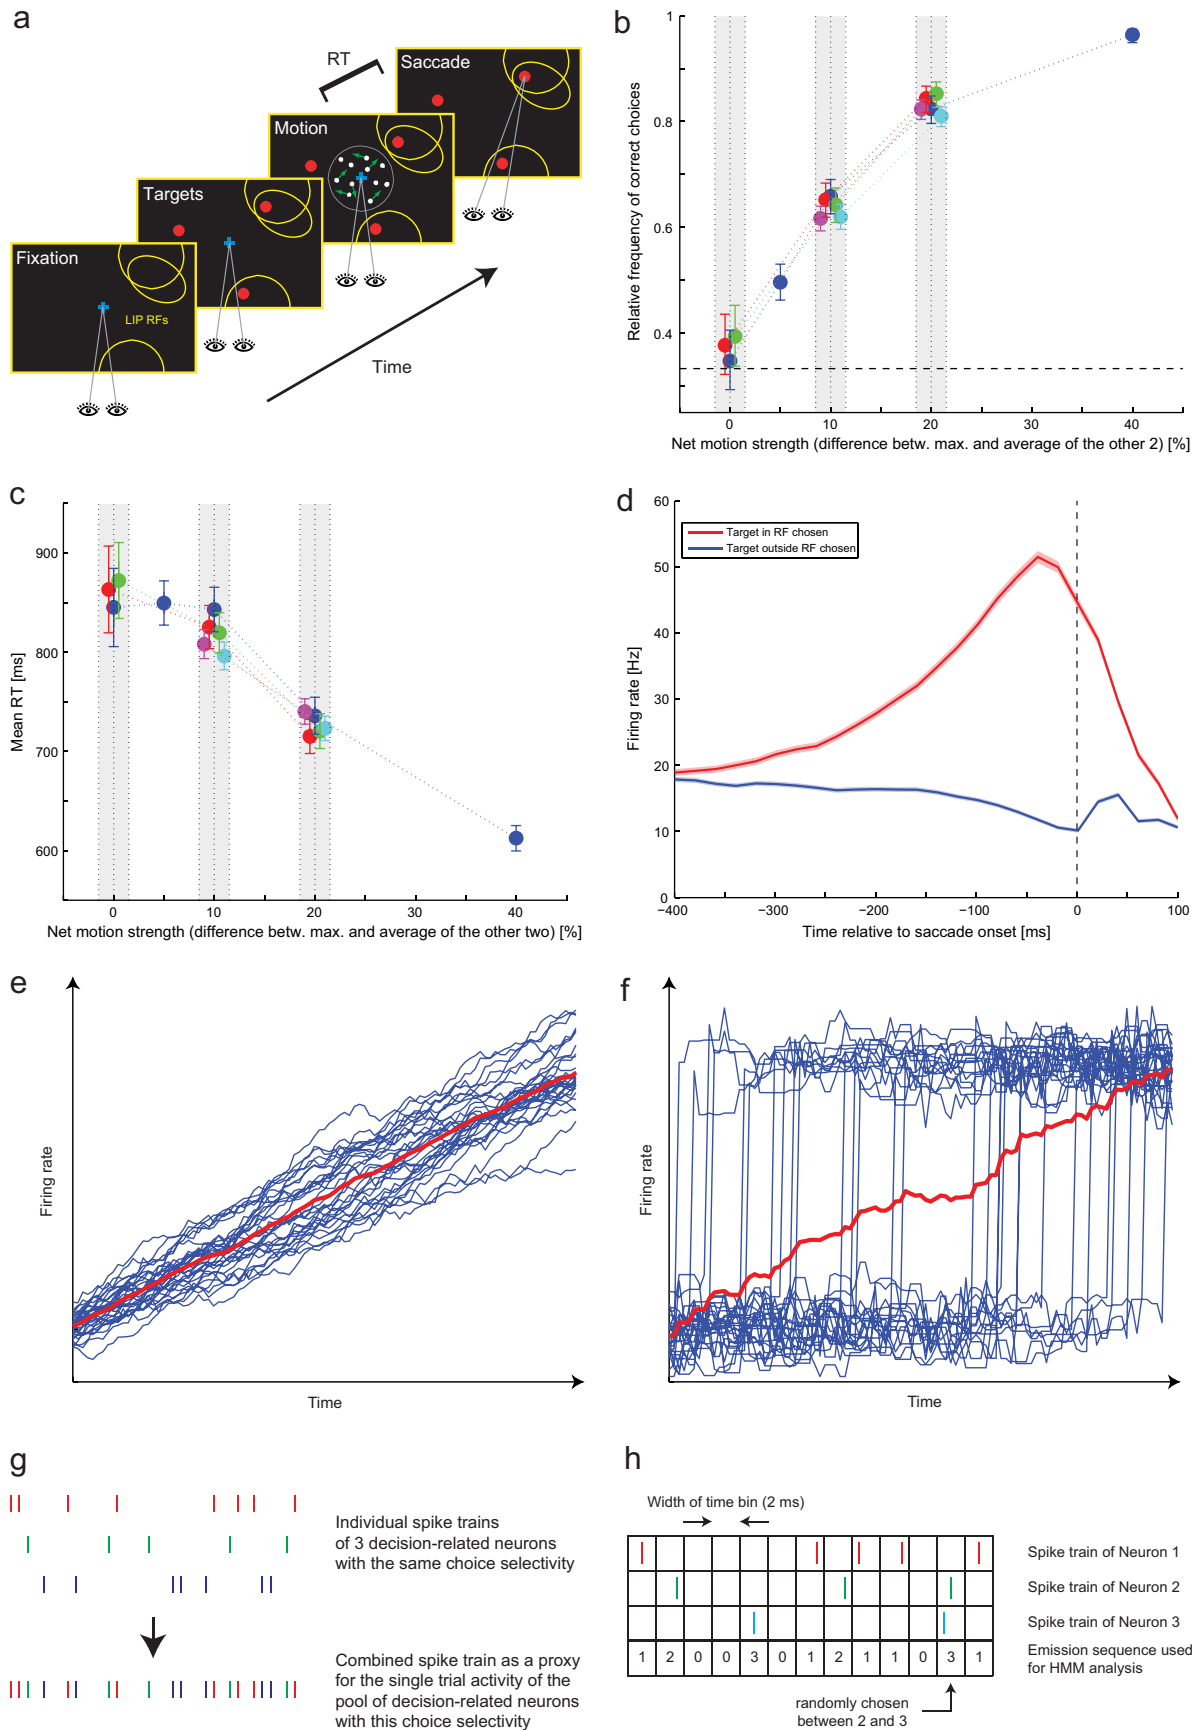 a
RT
Saccade
Motion
Targets
Fixation
LIP RFs
Time
b
Relative frequency of correct choices
1
0.8
0.6
0.4
0
10
20
30
40
Net motion strength (difference betw. max. and average of the other 2) [%]
c
Mean RT [ms]
900
800
700
600
0
10
20
30
40
Net motion strength (difference betw. max. and average of the other two) [%]
d
Firing rate [Hz]
60
50
40
30
20
10
0
Target in RF chosen
Target outside RF chosen
−400
−300
−200
−100
0
100
Time relative to saccade onset [ms]
e
Firing rate
Time
f
Firing rate
Time
g
Individual spike trains
of 3 decision-related neurons
with the same choice selectivity
Combined spike train as a proxy
for the single trial activity of the
pool of decision-related neurons
with this choice selectivity
h
Width of time bin (2 ms)
Spike train of Neuron 1
Spike train of Neuron 2
Spike train of Neuron 3
1 2 0 0 3 0 1 2 1 1 0 3 1
Emission sequence used
for HMM analysis
randomly chosen
between 2 and 3